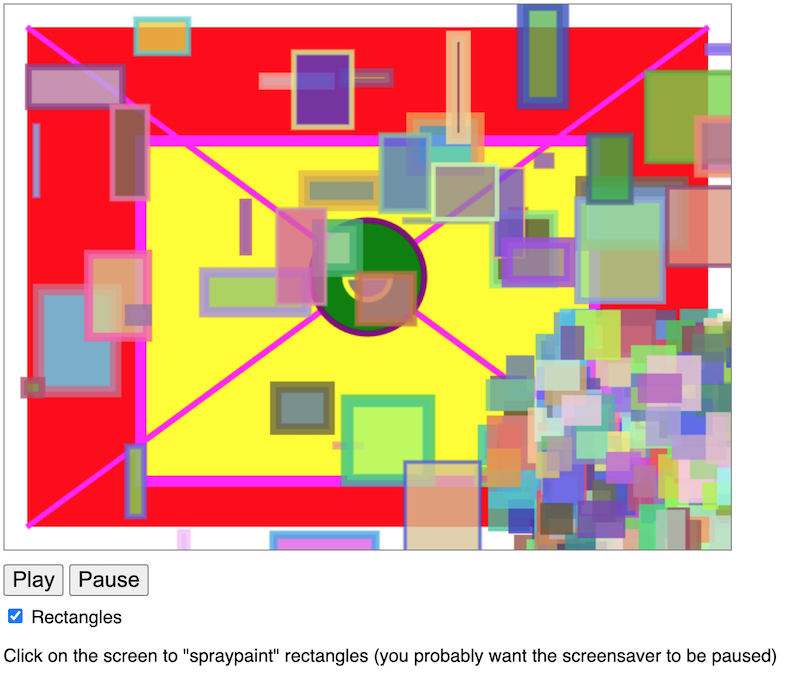 Play Pause
Rectangles
Click on the screen to "spraypaint" rectangles (you probably want the screensaver to be paused)